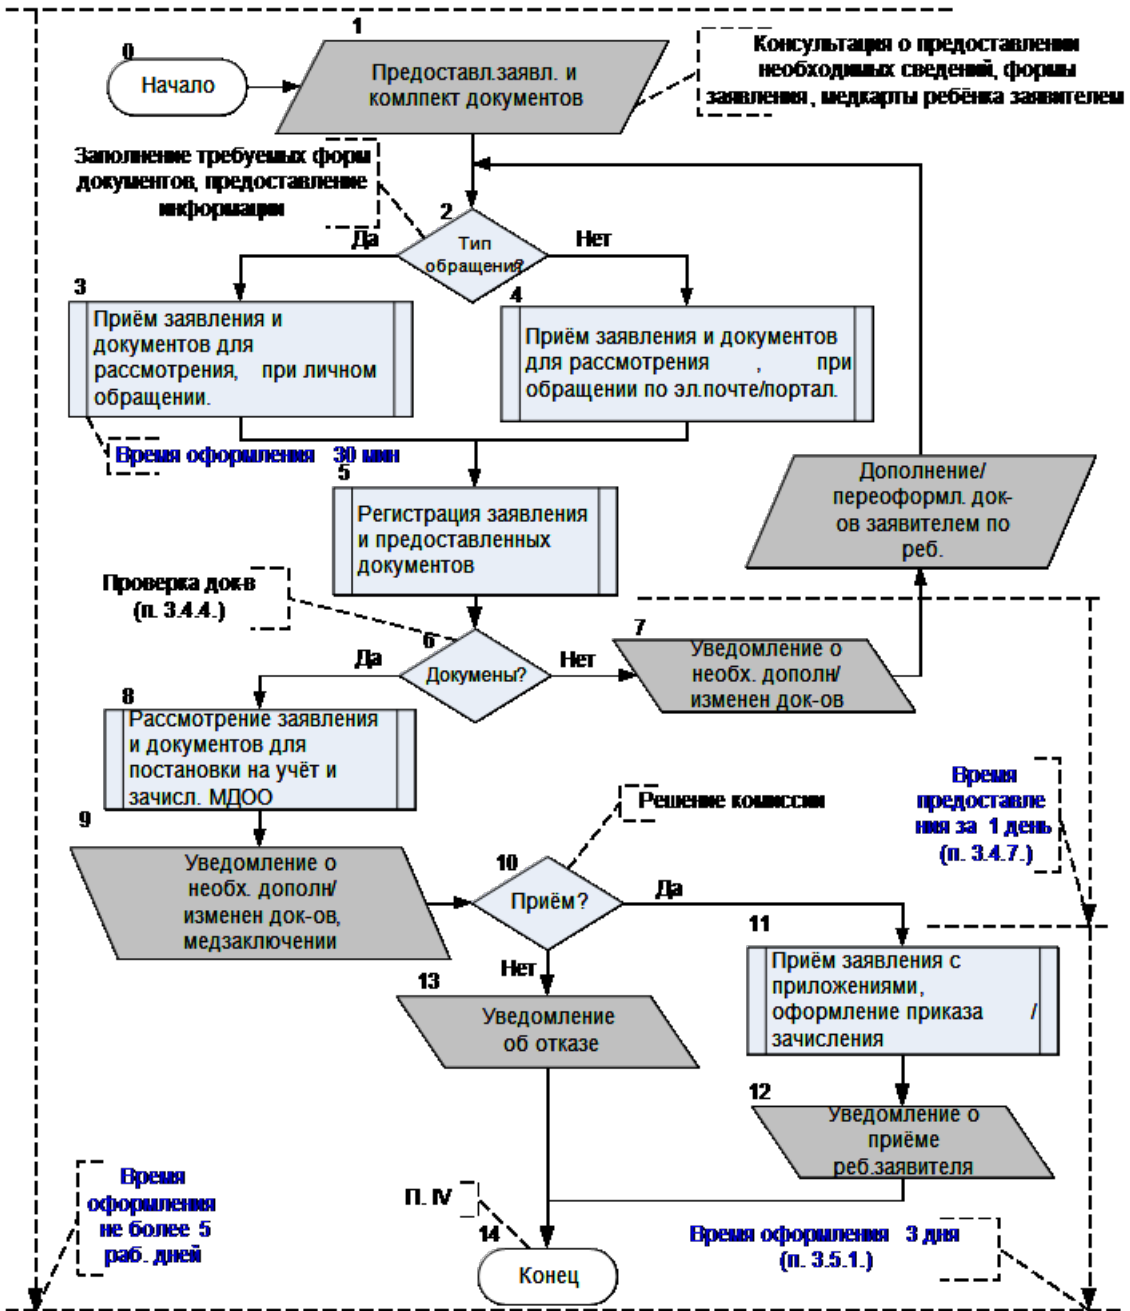 1
0
Начало
Предоставл.заявл. и
комлпект документов
Консультация о предоставлении
необходимых сведений, формы
заявления, медкарты ребёнка заявителем
Заполнение требуемых форм
документов, предоставление
информации
2
Тип
обращения?
Да
Нет
3
Приём заявления и
документов для
рассмотрения, при личном
обращении.
4
Приём заявления и документов
для рассмотрения , при
обращении по эл.почте/портал.
Время оформления 30 мин
5
Регистрация заявления
и предоставленных
документов
Дополнение/
переоформл. док-
ов заявителем по
реб.
Проверка док-в
(п. 3.4.4.)
6
Докумены?
Да
Нет
7
Уведомление о
необх. дополн/
изменен док-ов
8
Рассмотрение заявления
и документов для
постановки на учёт и
зачисл. МДОО
Решение комиссии
Время
предоставле
ния за 1 день
(п. 3.4.7.)
9
Уведомление о
необх. дополн/
изменен док-ов,
медзаключении
10
Приём?
Да
Нет
11
Приём заявления с
приложениями,
оформление приказа /
зачисления
13
Уведомление
об отказе
12
Уведомление о
приёме
реб.заявителя
Время
оформления
не более 5
раб. дней
П. IV
14
Конец
Время оформления 3 дня
(п. 3.5.1.)